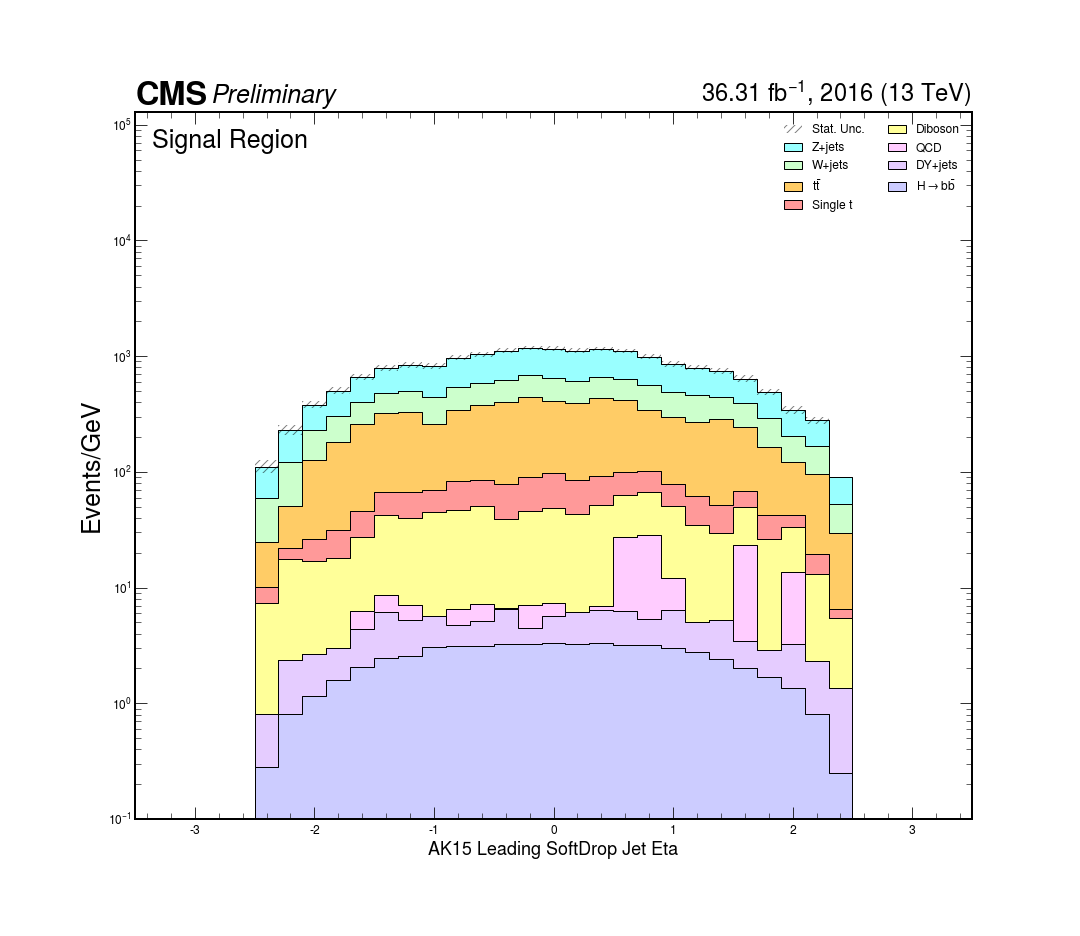 CMS Preliminary 36.31 fb⁻¹, 2016 (13 TeV)
Signal Region
Stat. Unc.
Z+jets
W+jets
tt̄
Single t
Diboson
QCD
DY+jets
H→bb̄
Events/GeV
10⁵
10⁴
10³
10²
10¹
10⁰
10⁻¹
-3 -2 -1 0 1 2 3
AK15 Leading SoftDrop Jet Eta